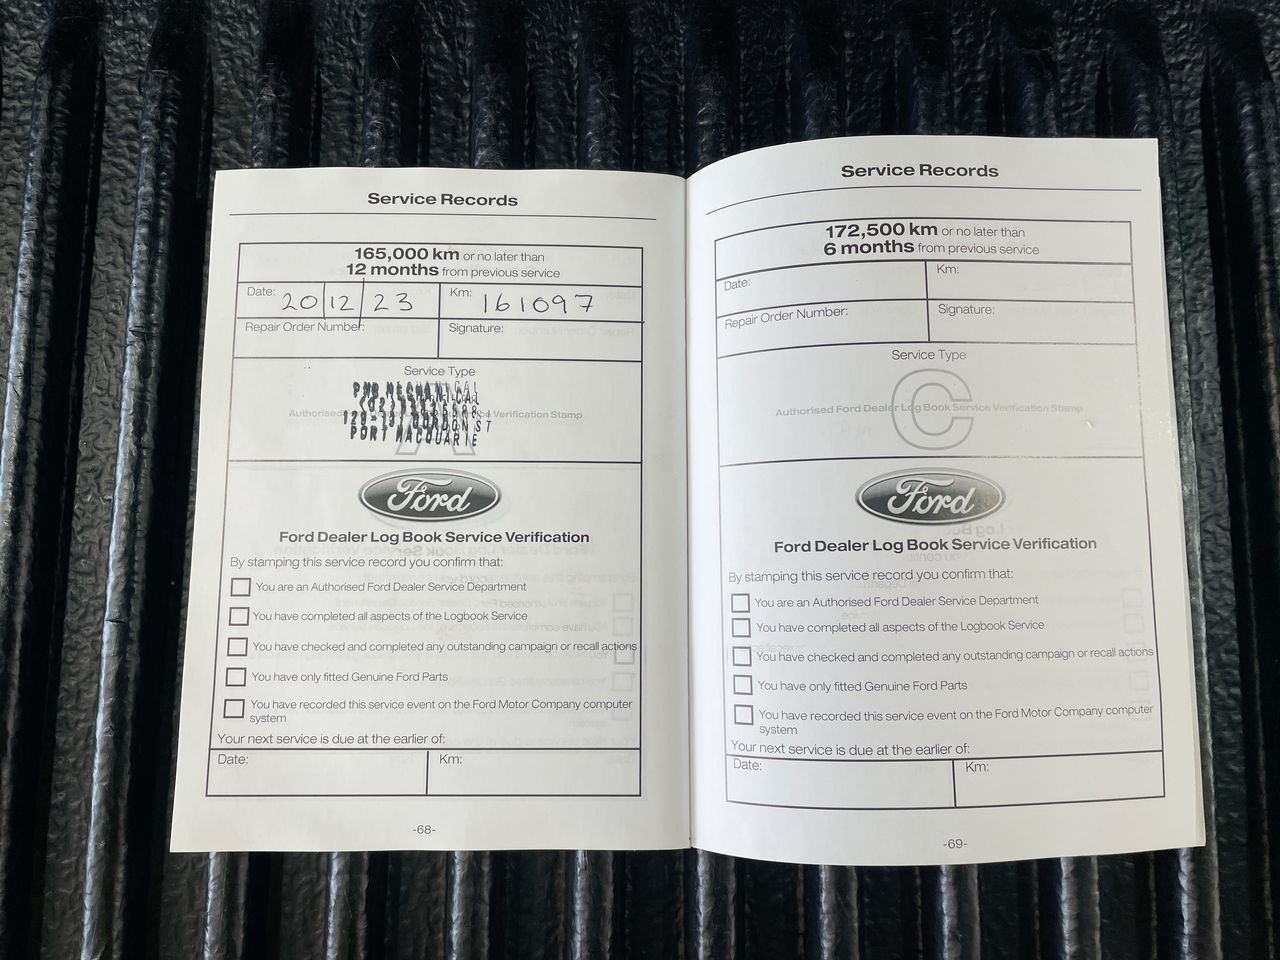 Service Records
165,000 km or no later than
12 months from previous service
Date: 20/12/23
Km: 161097
Repair Order Number:
Signature:
Service Type
A
Authorised Ford Dealer Log Book Service Verification Stamp
PMD MECHANICAL
GORDON ST
PORT MACQUARIE
Ford
Ford Dealer Log Book Service Verification
By stamping this service record you confirm that:
You are an Authorised Ford Dealer Service Department
You have completed all aspects of the Logbook Service
You have checked and completed any outstanding campaign or recall actions
You have only fitted Genuine Ford Parts
You have recorded this service event on the Ford Motor Company computer
system
Your next service is due at the earlier of:
Date:
Km:
-68-
Service Records
172,500 km or no later than
6 months from previous service
Date:
Km:
Repair Order Number:
Signature:
Service Type
C
Authorised Ford Dealer Log Book Service Verification Stamp
Ford
Ford Dealer Log Book Service Verification
By stamping this service record you confirm that:
You are an Authorised Ford Dealer Service Department
You have completed all aspects of the Logbook Service
You have checked and completed any outstanding campaign or recall actions
You have only fitted Genuine Ford Parts
You have recorded this service event on the Ford Motor Company computer
system
Your next service is due at the earlier of:
Date:
Km:
-69-